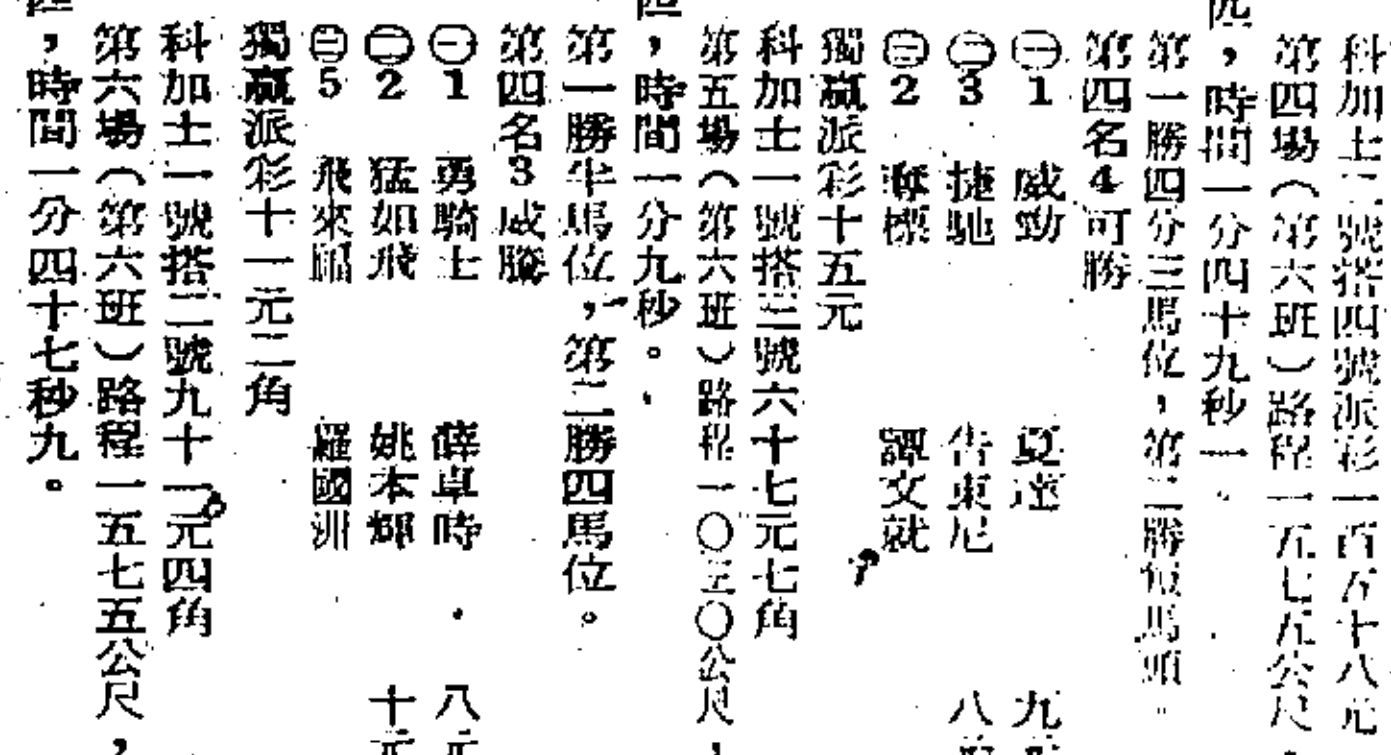 科加士二號搭四號派彩一百五十八元
第四場（第六班）路程一五七五公尺，
匹，時間一分四十九秒一。
第一勝四分三馬位，第二勝短馬頭。
第四名4可勝
㊀1 威勁 夏達 九
㊁3 捷馳 告東尼 八
㊂2 奪標 譚文就
獨贏派彩十五元
科加士一號搭三號六十七元七角
第五場（第六班）路程一〇三〇公尺，
匹，時間一分九秒。
第一勝半馬位，第二勝四馬位。
第四名3威騰
㊀1 勇騎士 薛卓時 八元
㊁2 猛如飛 姚本輝 十元
㊂5 飛來福 羅國洲
獨贏派彩十一元二角
科加士一號搭二號九十一元四角
第六場（第六班）路程一五七五公尺，
匹，時間一分四十七秒九。